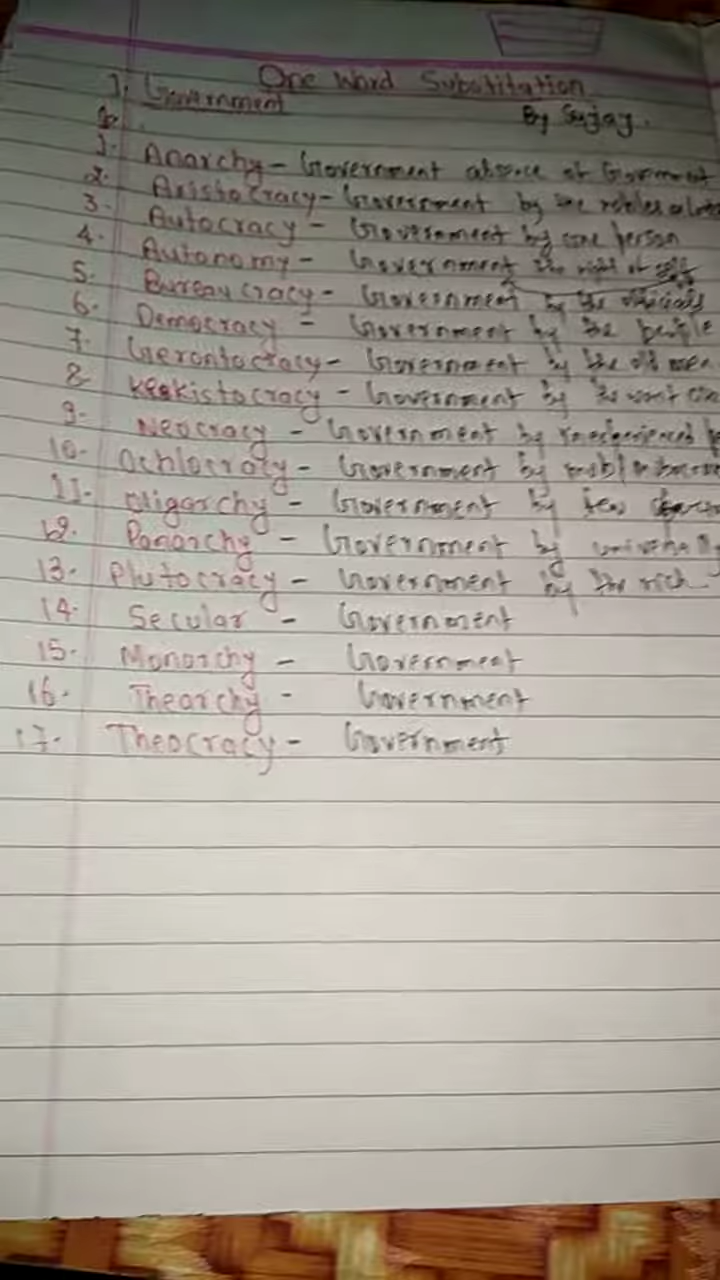 One Word Substitution
1. Government
By Sujay.
1. Anarchy - Government absence of Government
2. Aristocracy - Government by the nobles
3. Autocracy - Government by one person
4. Autonomy - Government the right of self
5. Bureaucracy - Government by the officials
6. Democracy - Government by the people
7. Gerontocracy - Government by the old men
8. Kakistocracy - Government by the
9. Neocracy - Government by
10. Ochlocracy - Government by
11. Oligarchy - Government by few
12. Panarchy - Government by
13. Plutocracy - Government by the rich
14. Secular - Government
15. Monarchy - Government
16. Thearchy - Government
17. Theocracy - Government